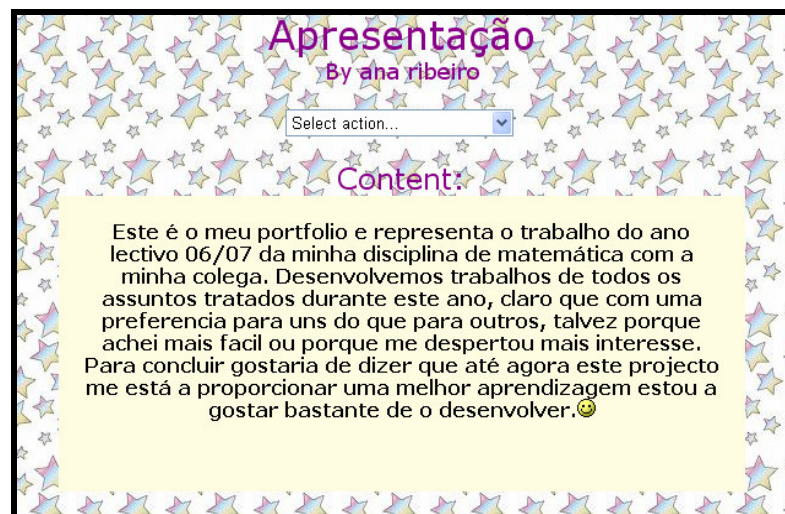 Apresentação
By ana ribeiro
Select action...
Content:
Este é o meu portfolio e representa o trabalho do ano
lectivo 06/07 da minha disciplina de matemática com a
minha colega. Desenvolvemos trabalhos de todos os
assuntos tratados durante este ano, claro que com uma
preferencia para uns do que para outros, talvez porque
achei mais facil ou porque me despertou mais interesse.
Para concluir gostaria de dizer que até agora este projecto
me está a proporcionar uma melhor aprendizagem estou a
gostar bastante de o desenvolver.